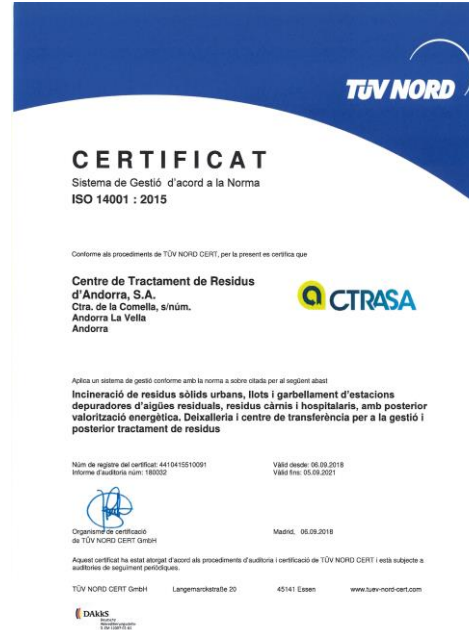 TÜV NORD
CERTIFICAT
Sistema de Gestió d'acord a la Norma
ISO 14001 : 2015
Conforme als procediments de TÜV NORD CERT, per la present es certifica que
Centre de Tractament de Residus
d'Andorra, S.A.
Ctra. de la Comella, s/núm.
Andorra La Vella
Andorra
CTRASA
Aplica un sistema de gestió conforme amb la norma a sobre citada per al següent abast
Incineració de residus sòlids urbans, llots i garbellament d'estacions
depuradores d'aigües residuals, residus càrnis i hospitalaris, amb posterior
valorització energètica. Deixalleria i centre de transferència per a la gestió i
posterior tractament de residus
Núm de registre del certificat: 4410415510091
Informe d'auditoria núm: 180032
Vàlid desde: 06.09.2018
Vàlid fins: 05.09.2021
Organisme de certificació
de TÜV NORD CERT GmbH
Madrid, 06.09.2018
Aquest certificat ha estat atorgat d'acord als procediments d'auditoria i certificació de TÜV NORD CERT i està subjecte a
auditories de seguiment periòdiques.
TÜV NORD CERT GmbH Langemarckstraße 20 45141 Essen www.tuev-nord-cert.com
DAkkS